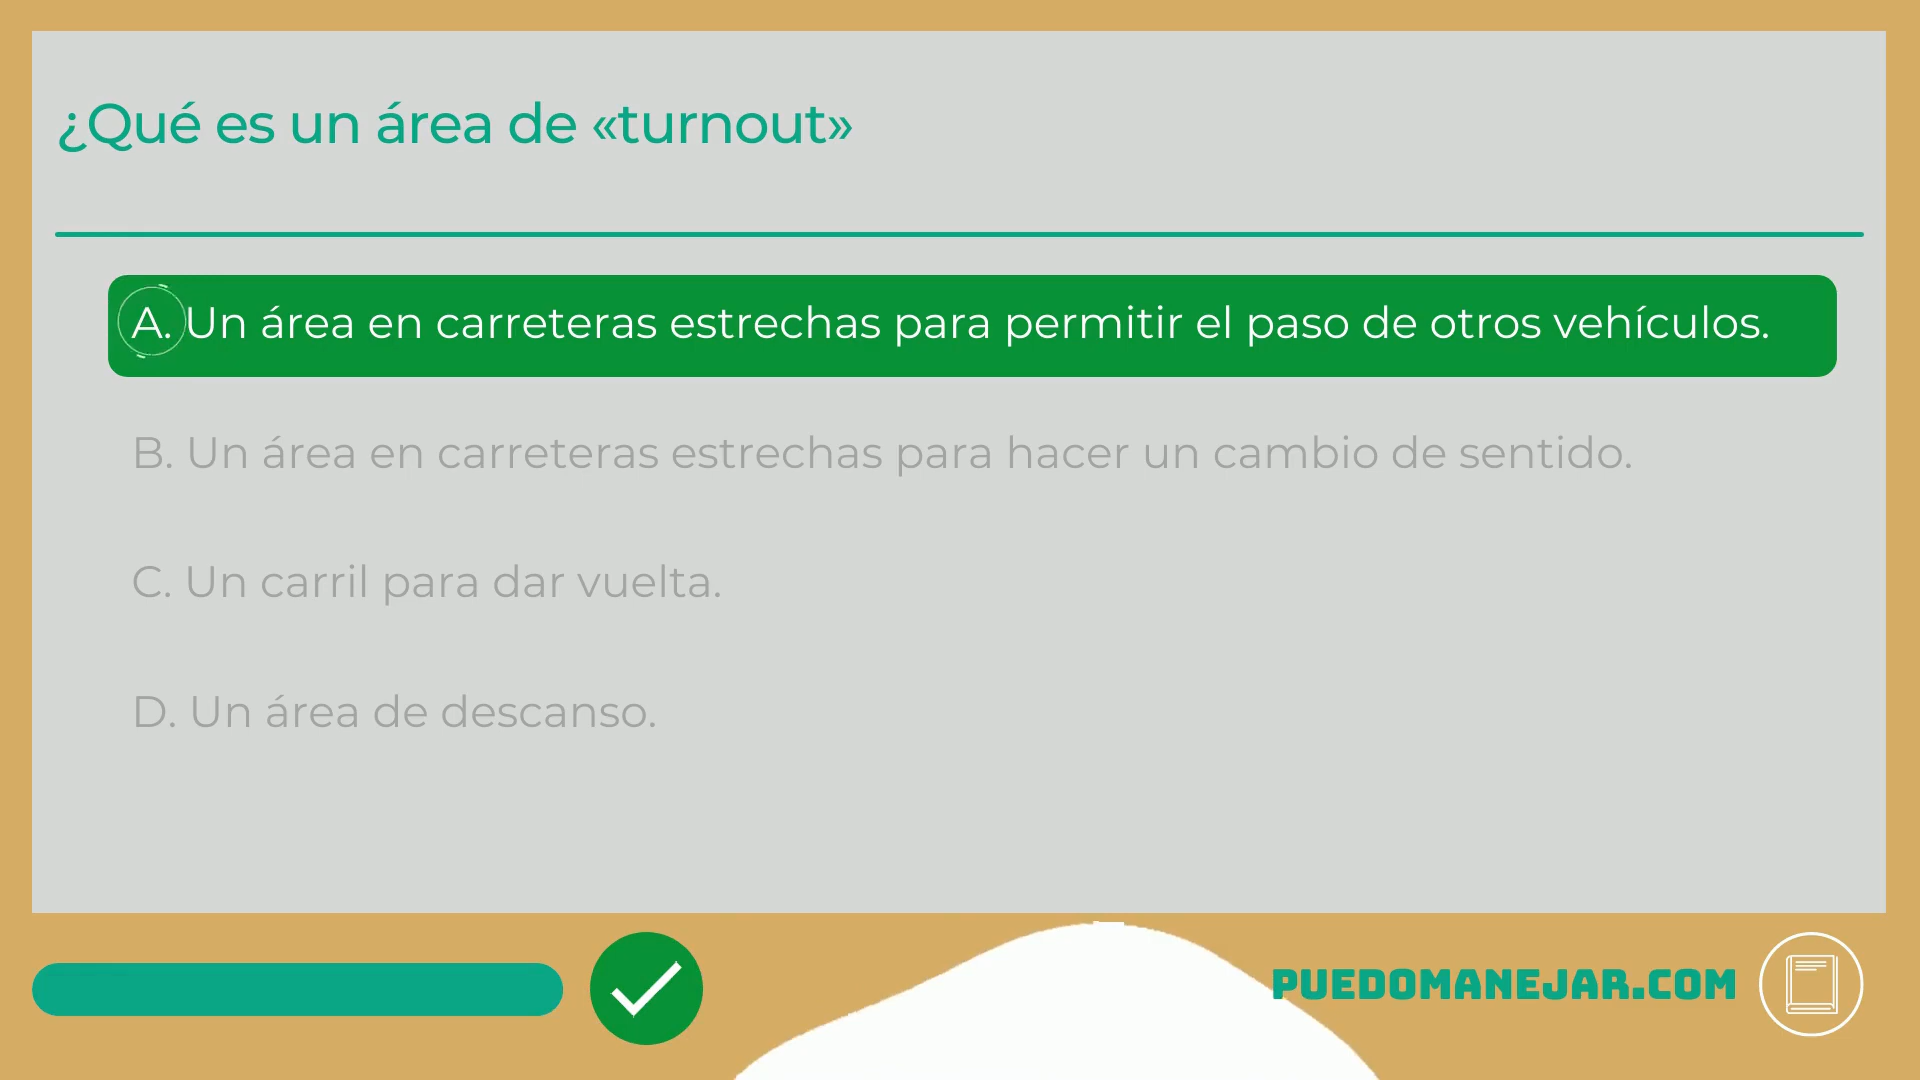 ¿Qué es un área de «turnout»
A. Un área en carreteras estrechas para permitir el paso de otros vehículos.
B. Un área en carreteras estrechas para hacer un cambio de sentido.
C. Un carril para dar vuelta.
D. Un área de descanso.
PUEDOMANEJAR.COM